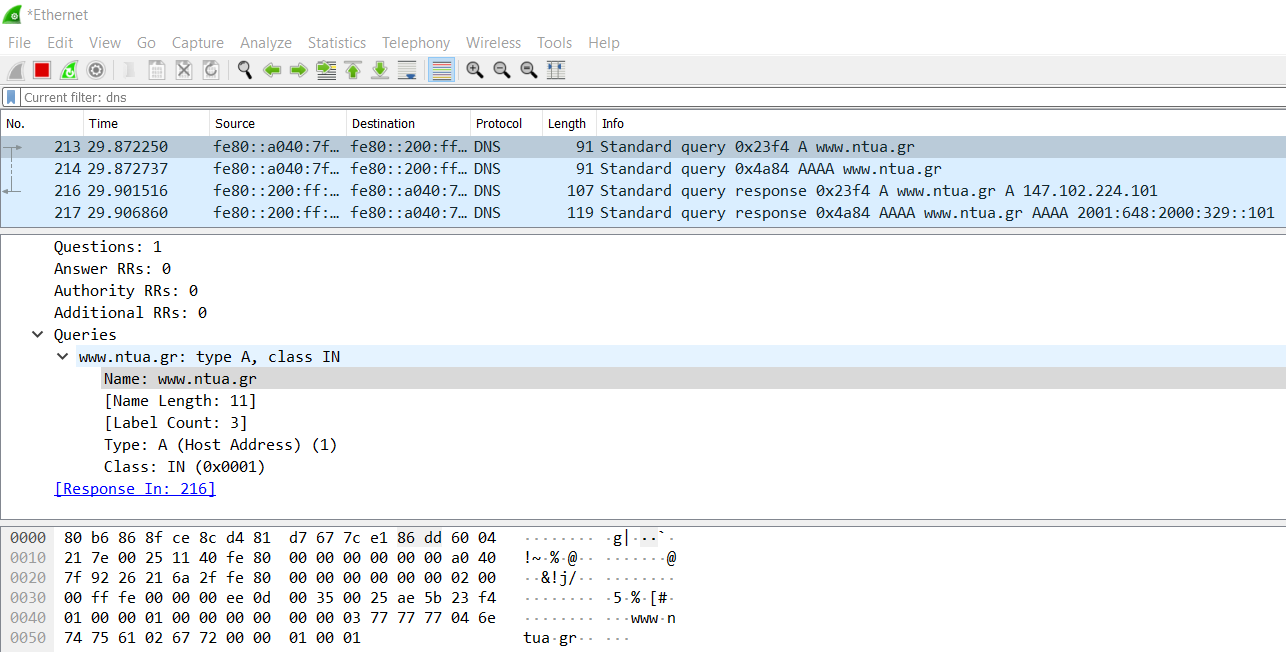 *Ethernet
File Edit View Go Capture Analyze Statistics Telephony Wireless Tools Help
Current filter: dns
No. Time Source Destination Protocol Length Info
213 29.872250 fe80::a040:7f… fe80::200:ff… DNS 91 Standard query 0x23f4 A www.ntua.gr
214 29.872737 fe80::a040:7f… fe80::200:ff… DNS 91 Standard query 0x4a84 AAAA www.ntua.gr
216 29.901516 fe80::200:ff:… fe80::a040:7… DNS 107 Standard query response 0x23f4 A www.ntua.gr A 147.102.224.101
217 29.906860 fe80::200:ff:… fe80::a040:7… DNS 119 Standard query response 0x4a84 AAAA www.ntua.gr AAAA 2001:648:2000:329::101
Questions: 1
Answer RRs: 0
Authority RRs: 0
Additional RRs: 0
Queries
www.ntua.gr: type A, class IN
Name: www.ntua.gr
[Name Length: 11]
[Label Count: 3]
Type: A (Host Address) (1)
Class: IN (0x0001)
[Response In: 216]
0000 80 b6 86 8f ce 8c d4 81 d7 67 7c e1 86 dd 60 04 ········ ·g|···`·
0010 21 7e 00 25 11 40 fe 80 00 00 00 00 00 00 a0 40 !~·%·@·· ·······@
0020 7f 92 26 21 6a 2f fe 80 00 00 00 00 00 00 02 00 ··&!j/·· ········
0030 00 ff fe 00 00 00 ee 0d 00 35 00 25 ae 5b 23 f4 ········ ·5·%·[#·
0040 01 00 00 01 00 00 00 00 00 00 03 77 77 77 04 6e ········ ···www·n
0050 74 75 61 02 67 72 00 00 01 00 01 tua·gr·· ···